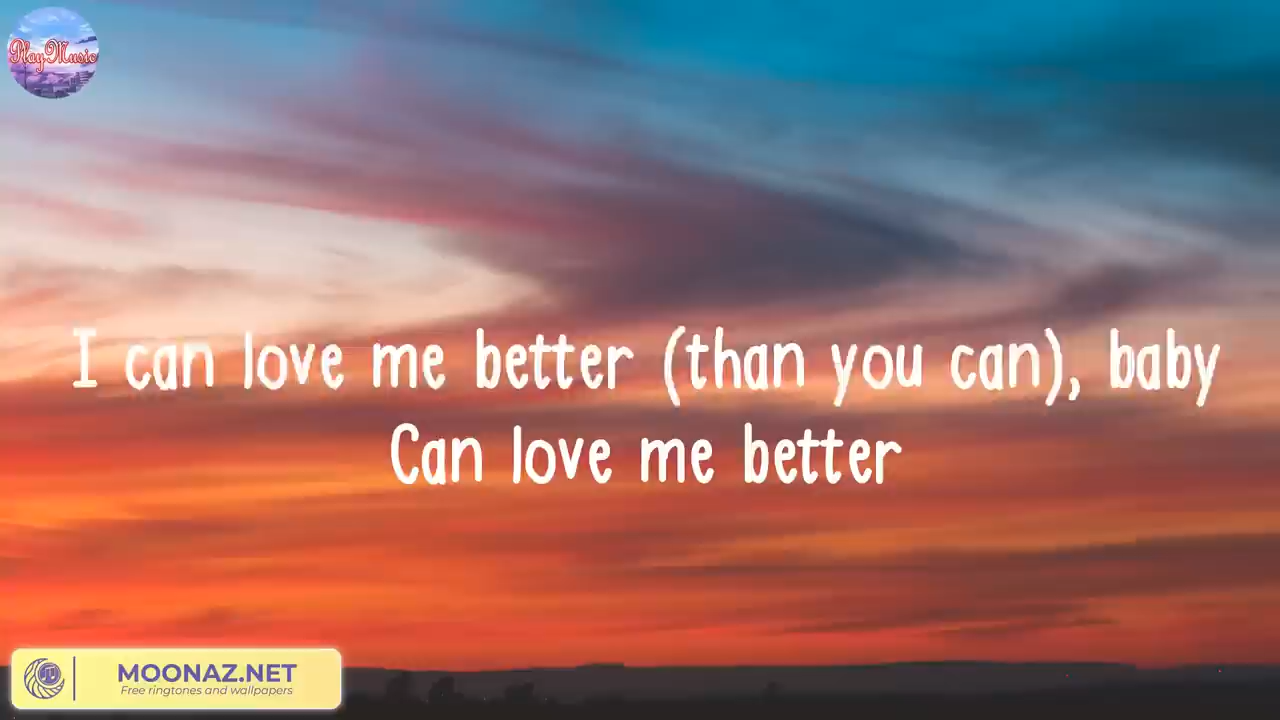 PlayMusic
I can love me better (than you can), baby
Can love me better
MOONAZ.NET
Free ringtones and wallpapers